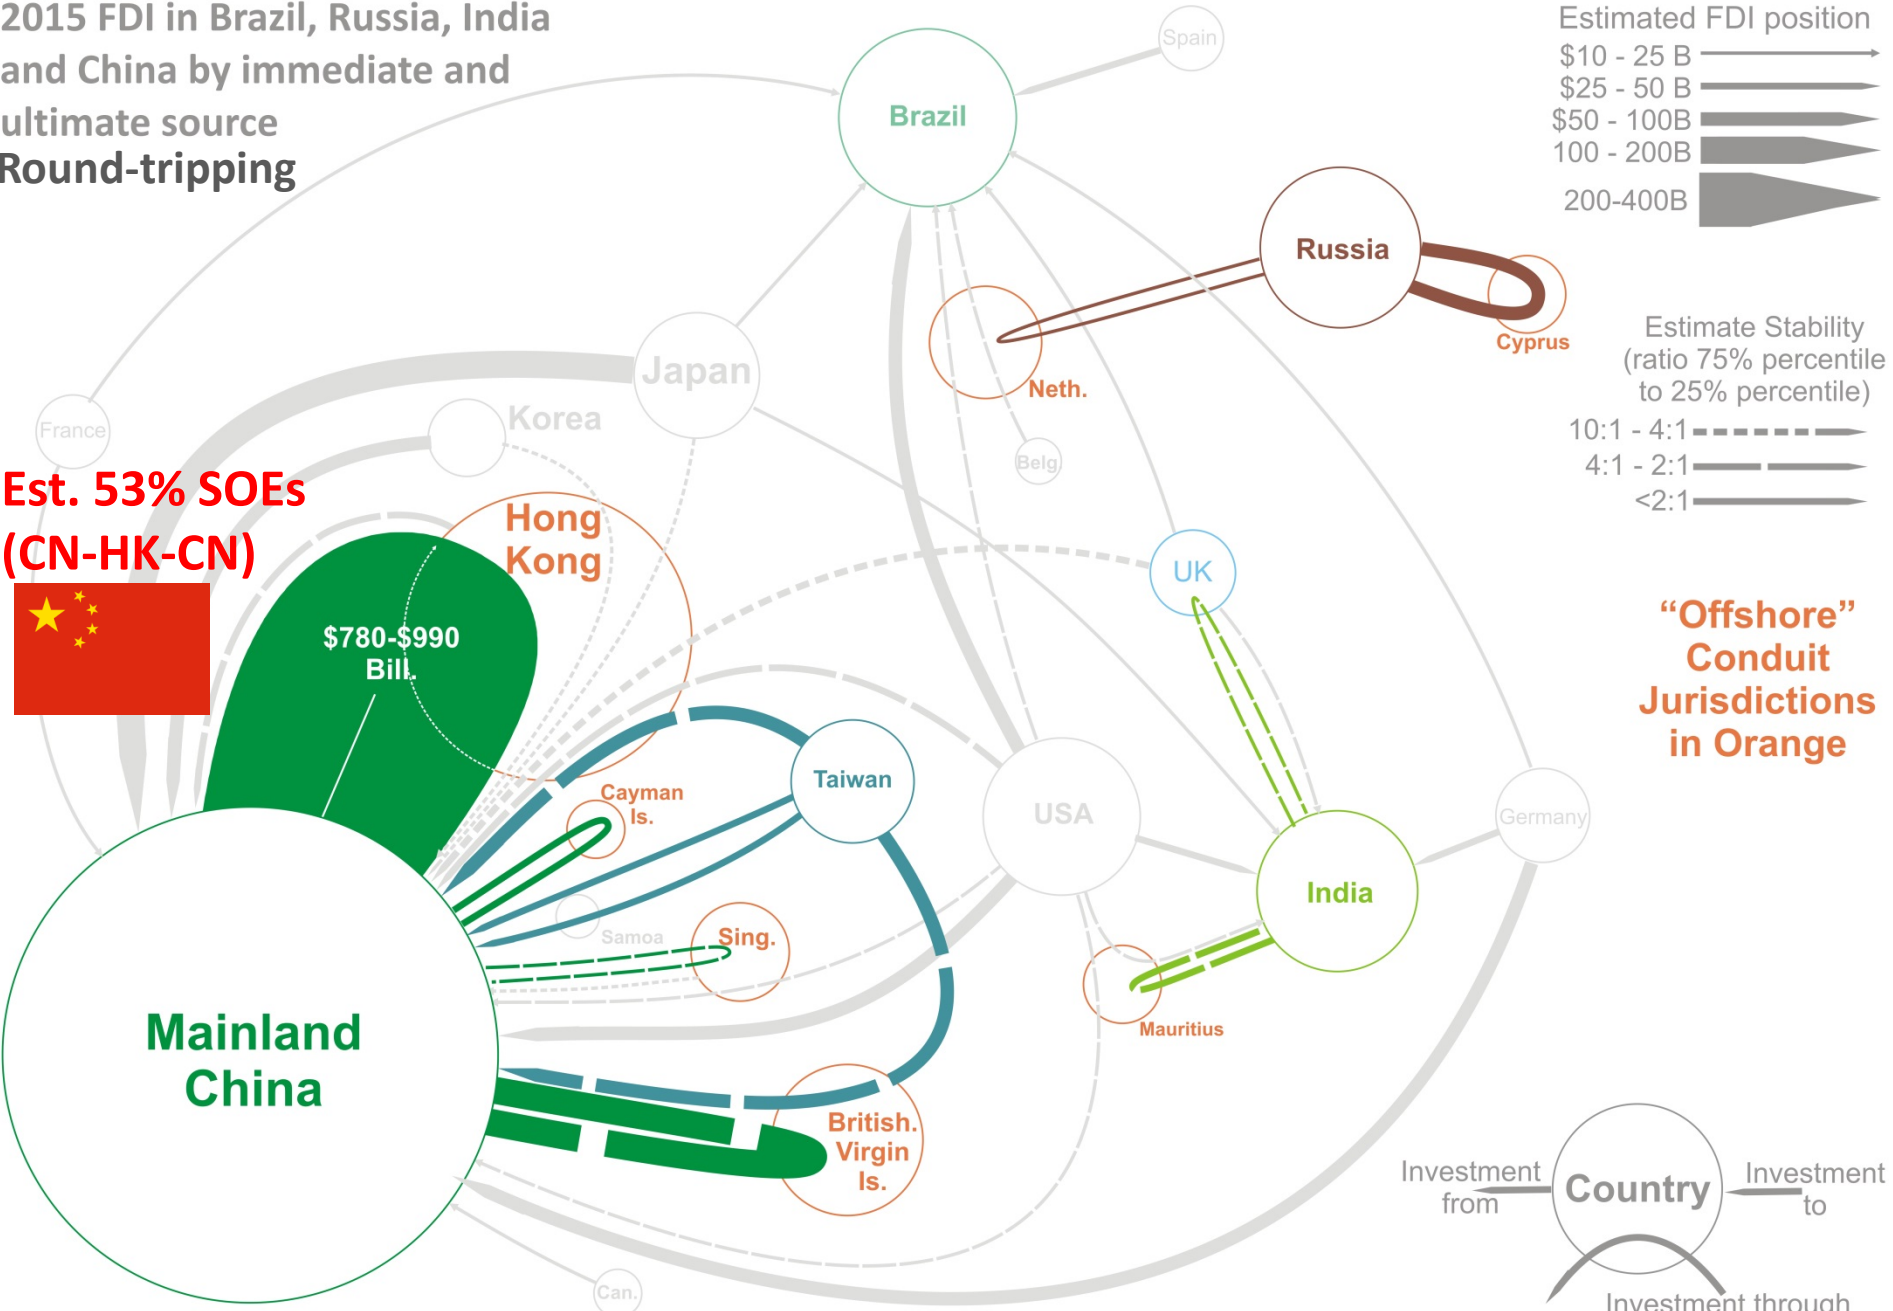 2015 FDI in Brazil, Russia, India
and China by immediate and
ultimate source
Round-tripping
Spain
Brazil
Estimated FDI position
$10 - 25 B
$25 - 50 B
$50 - 100B
100 - 200B
200-400B
Russia
Cyprus
Neth.
Estimate Stability
(ratio 75% percentile
to 25% percentile)
10:1 - 4:1
4:1 - 2:1
<2:1
Japan
Korea
France
Belg
Est. 53% SOEs
(CN-HK-CN)
Hong
Kong
UK
$780-$990
Bill.
"Offshore"
Conduit
Jurisdictions
in Orange
Taiwan
Cayman
Is.
USA
Germany
India
Samoa
Sing.
Mauritius
Mainland
China
British.
Virgin
Is.
Can.
Investment
from
Country
Investment
to
Investment through